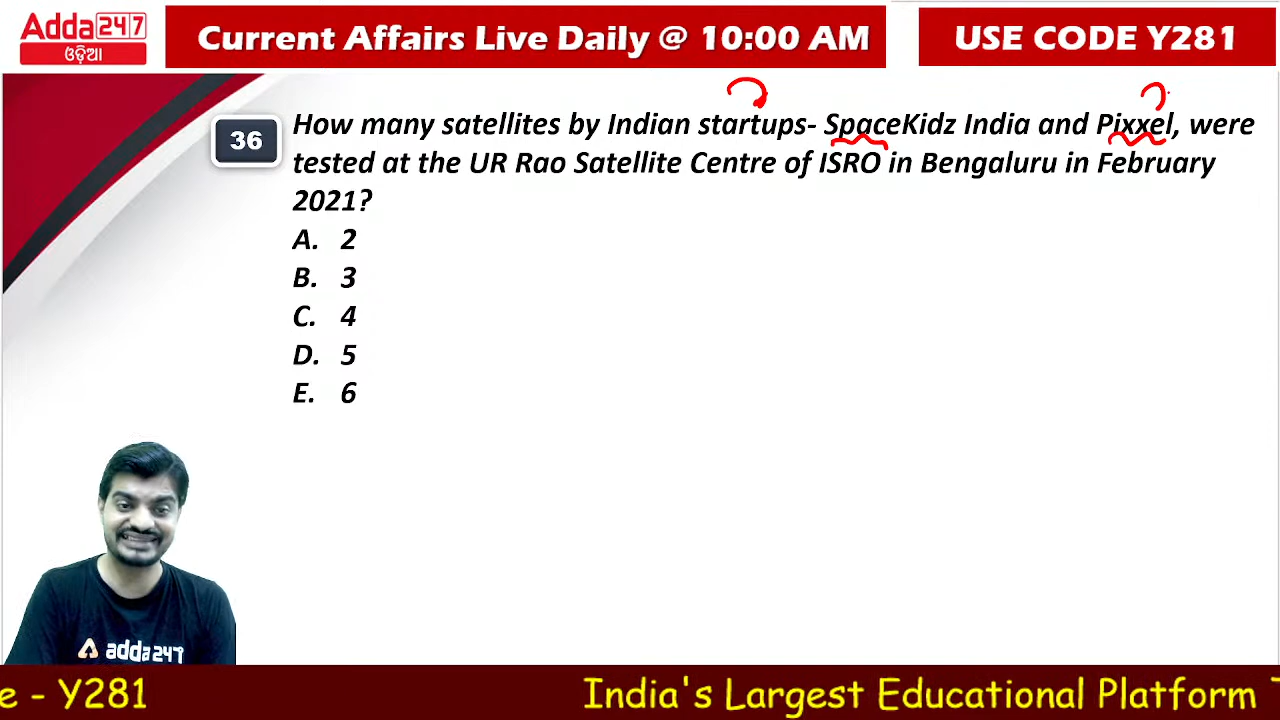 Adda247
ଓଡ଼ିଆ
Current Affairs Live Daily @ 10:00 AM
USE CODE Y281
36
How many satellites by Indian startups- SpaceKidz India and Pixxel, were
tested at the UR Rao Satellite Centre of ISRO in Bengaluru in February
2021?
A. 2
B. 3
C. 4
D. 5
E. 6
adda247
e - Y281 India's Largest Educational Platform T